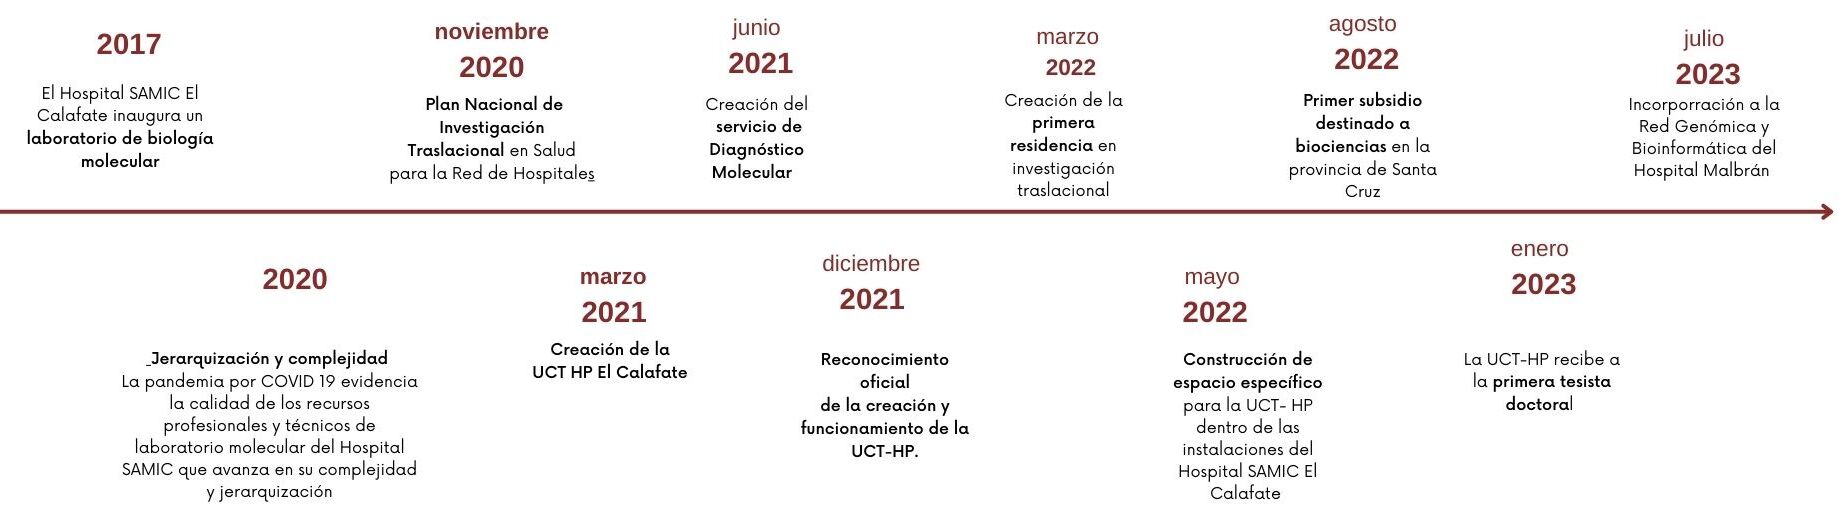 2017
El Hospital SAMIC El
Calafate inaugura un
laboratorio de biología
molecular
noviembre
2020
Plan Nacional de
Investigación
Traslacional en Salud
para la Red de Hospitales
junio
2021
Creación del
servicio de
Diagnóstico
Molecular
marzo
2022
Creación de la
primera
residencia en
investigación
traslacional
agosto
2022
Primer subsidio
destinado a
biociencias en la
provincia de Santa
Cruz
julio
2023
Incorporración a la
Red Genómica y
Bioinformática del
Hospital Malbrán
2020
_Jerarquización y complejidad
La pandemia por COVID 19 evidencia
la calidad de los recursos
profesionales y técnicos de
laboratorio molecular del Hospital
SAMIC que avanza en su complejidad
y jerarquización
marzo
2021
Creación de la
UCT HP El Calafate
diciembre
2021
Reconocimiento
oficial
de la creación y
funcionamiento de la
UCT-HP.
mayo
2022
Construcción de
espacio específico
para la UCT- HP
dentro de las
instalaciones del
Hospital SAMIC El
Calafate
enero
2023
La UCT-HP recibe a
la primera tesista
doctoral